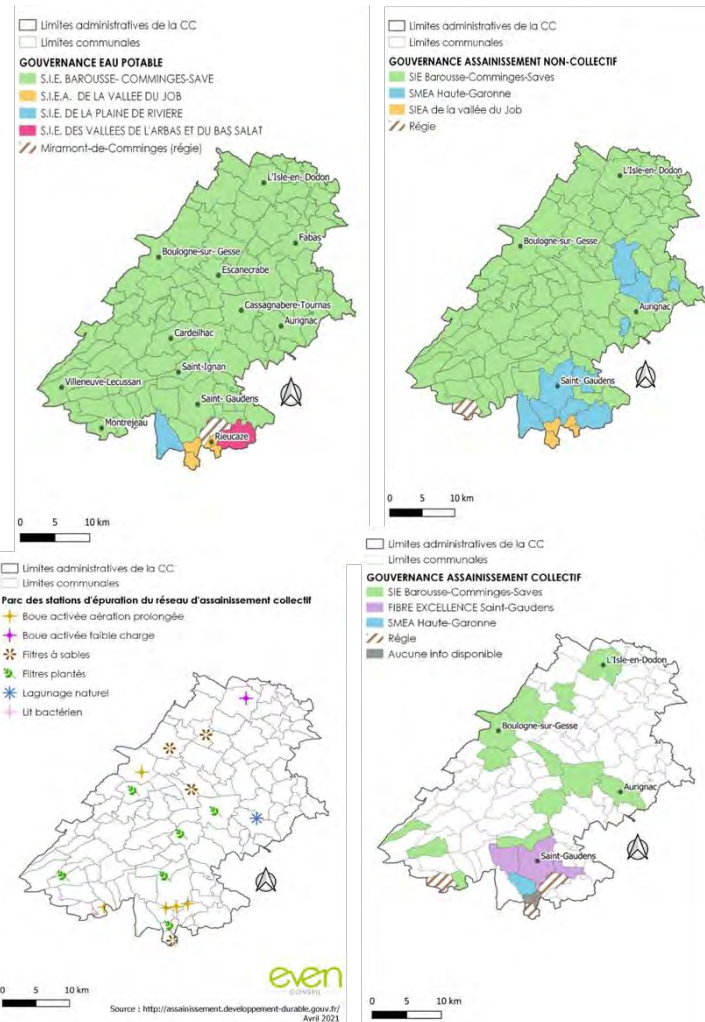 Limites administratives de la CC
Limites communales
GOUVERNANCE EAU POTABLE
S.I.E. BAROUSSE- COMMINGES-SAVE
S.I.E.A. DE LA VALLEE DU JOB
S.I.E. DE LA PLAINE DE RIVIERE
S.I.E. DES VALLEES DE L'ARBAS ET DU BAS SALAT
Miramont-de-Comminges (régie)
L'Isle-en- Dodon
Fabas
Boulogne-sur- Gesse
Escanecrabe
Cassagnabere-Tournas
Aurignac
Cardeilhac
Saint-Ignan
Villeneuve-Lecussan
Saint- Gaudens
Montrejeau
Rieucaze
0 5 10 km
Limites administratives de la CC
Limites communales
GOUVERNANCE ASSAINISSEMENT NON-COLLECTIF
SIE Barousse-Comminges-Saves
SMEA Haute-Garonne
SIEA de la vallée du Job
Régie
L'Isle-en- Dodon
Boulogne-sur- Gesse
Aurignac
Saint- Gaudens
0 5 10 km
Limites administratives de la CC
Limites communales
Parc des stations d'épuration du réseau d'assainissement collectif
Boue activée aération prolongée
Boue activée faible charge
Filtres à sables
Filtres plantés
Lagunage naturel
Lit bactérien
0 5 10 km
even
CONSEIL
Source : http://assainissement.developpement-durable.gouv.fr/
Avril 2021
Limites administratives de la CC
Limites communales
GOUVERNANCE ASSAINISSEMENT COLLECTIF
SIE Barousse-Comminges-Saves
FIBRE EXCELLENCE Saint-Gaudens
SMEA Haute-Garonne
Régie
Aucune info disponible
L'Isle-en-Dodon
Boulogne-sur-Gesse
Aurignac
Saint-Gaudens
0 5 10 km